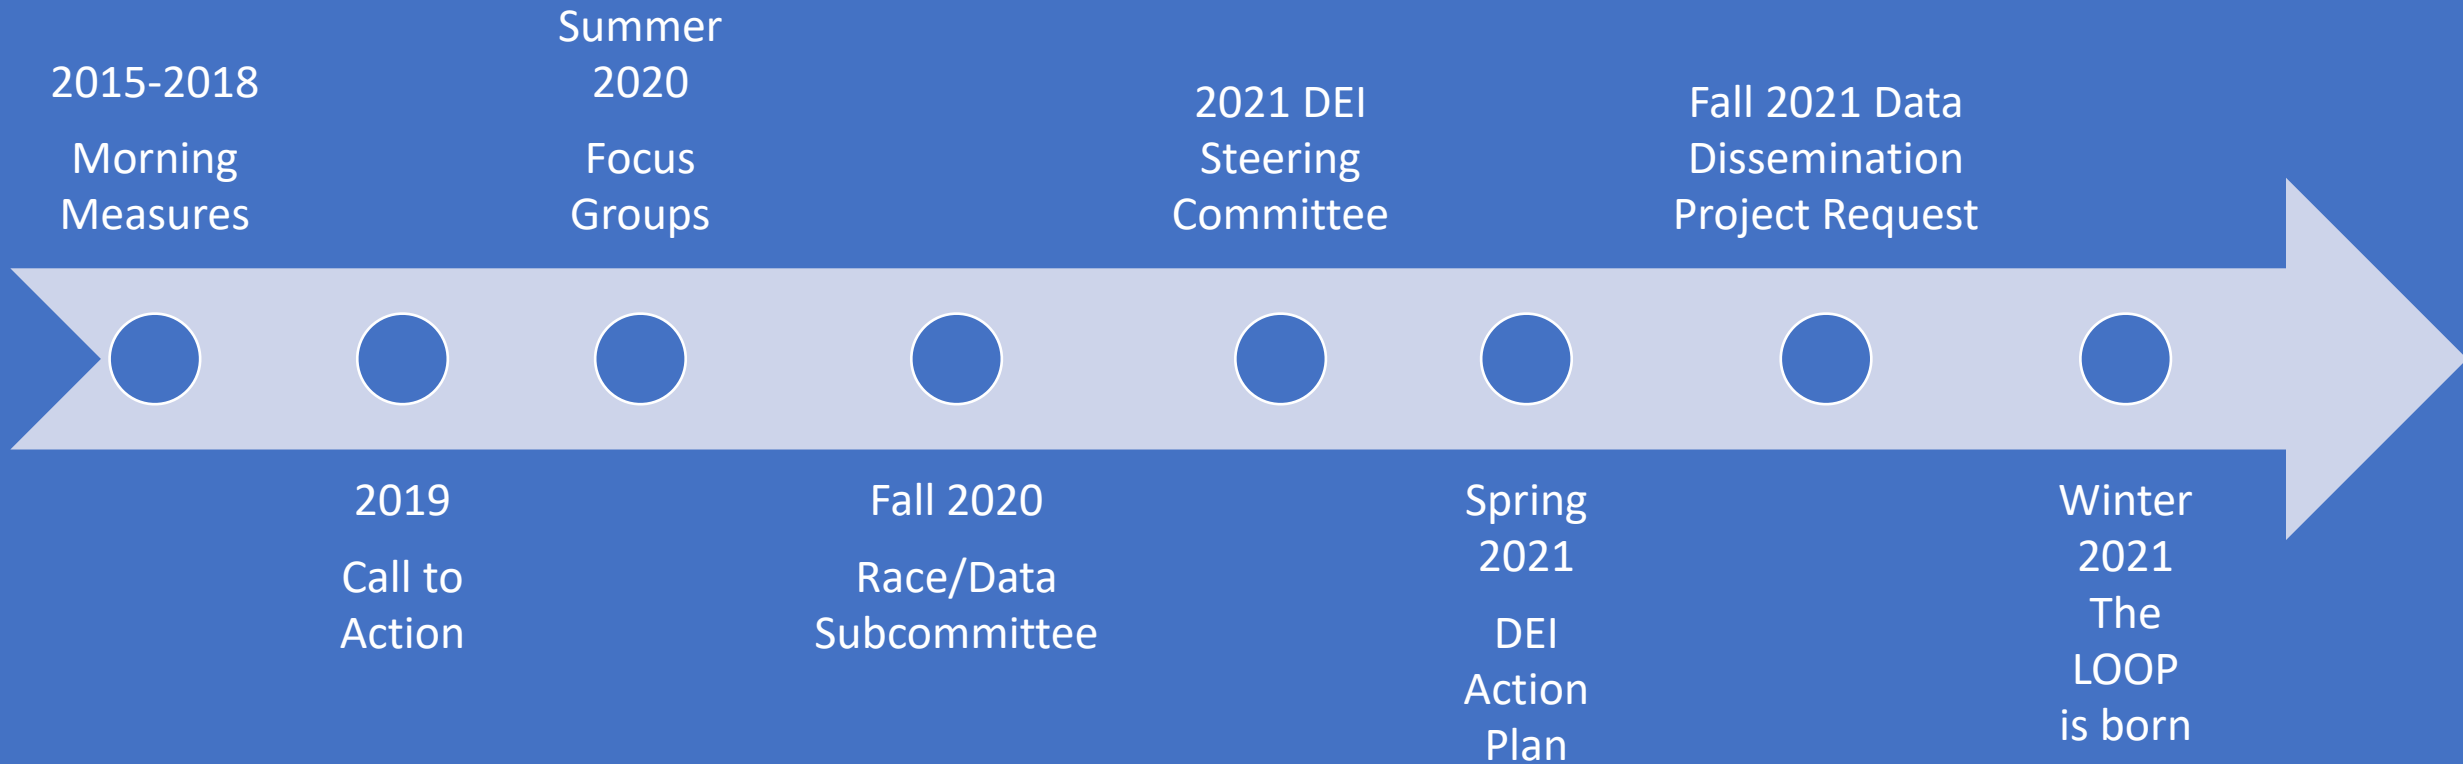 2015-2018
Morning
Measures
2019
Call to
Action
Summer
2020
Focus
Groups
Fall 2020
Race/Data
Subcommittee
2021 DEI
Steering
Committee
Spring
2021
DEI
Action
Plan
Fall 2021 Data
Dissemination
Project Request
Winter
2021
The
LOOP
is born